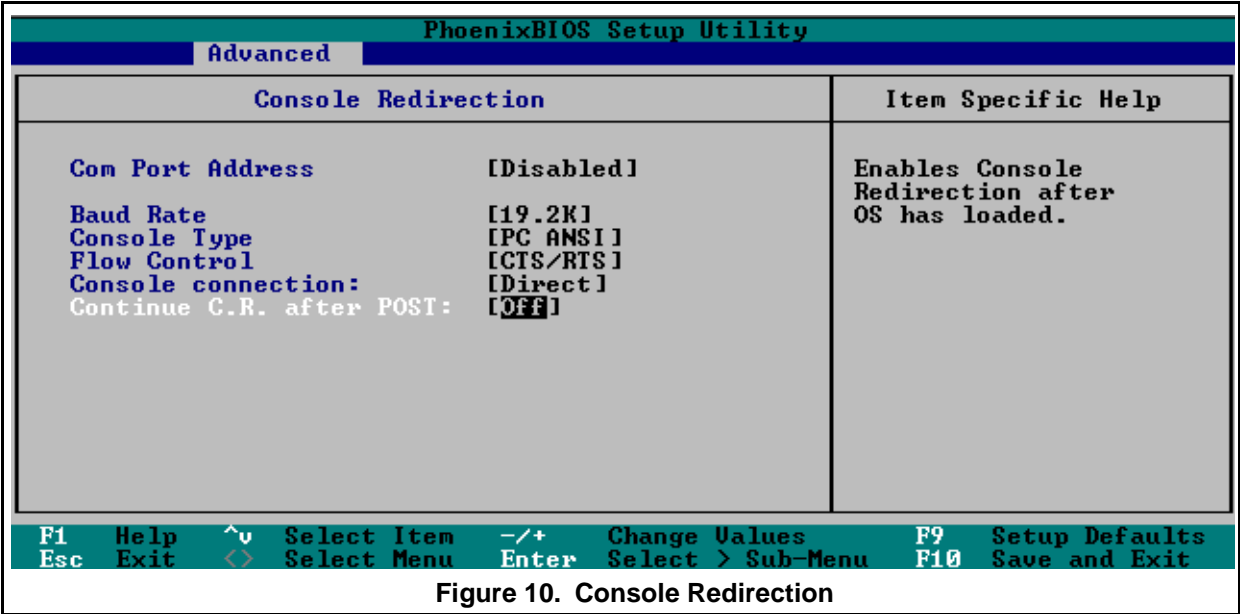 PhoenixBIOS Setup Utility
Advanced
Console Redirection
Item Specific Help
Com Port Address [Disabled]
Baud Rate [19.2K]
Console Type [PC ANSI]
Flow Control [CTS/RTS]
Console connection: [Direct]
Continue C.R. after POST: [Off]
Enables Console
Redirection after
OS has loaded.
F1 Help ^v Select Item -/+ Change Values F9 Setup Defaults
Esc Exit <> Select Menu Enter Select > Sub-Menu F10 Save and Exit
Figure 10. Console Redirection